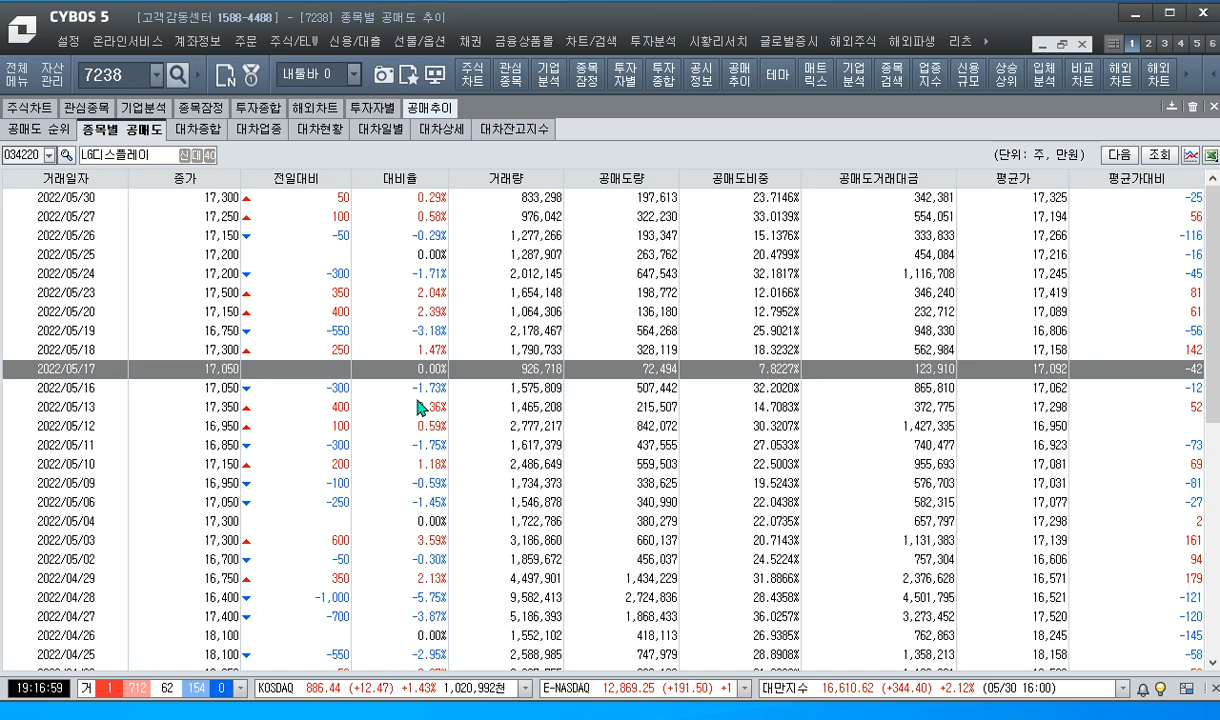 CYBOS 5 [고객감동센터 1588-4488] - [7238] 종목별 공매도 추이
설정 온라인서비스 계좌정보 주문 주식/ELW 신용/대출 선물/옵션 채권 금융상품몰 차트/검색 투자분석 시황리서치 글로벌증시 해외주식 해외파생 리츠 1 2 3 4 5 6
전체메뉴 자산관리 7238 내툴바 0 주식차트 관심종목 기업분석 종목잠정 투자자별 투자종합 공시정보 공매추이 테마 매트릭스 기업분석 종목검색 업종지수 신용규모 상승상위 입체분석 비교차트 해외차트 해외차트
주식차트 관심종목 기업분석 종목잠정 투자종합 해외차트 투자자별 공매추이
공매도 순위 종목별 공매도 대차종합 대차업종 대차현황 대차일별 대차상세 대차잔고지수
034220 LG디스플레이 신 대 40 (단위: 주, 만원) 다음 조회
거래일자 종가 전일대비 대비율 거래량 공매도량 공매도비중 공매도거래대금 평균가 평균가대비
2022/05/30 17,300 50 0.29% 833,298 197,613 23.7146% 342,381 17,325 -25
2022/05/27 17,250 100 0.58% 976,042 322,230 33.0139% 554,051 17,194 56
2022/05/26 17,150 -50 -0.29% 1,277,266 193,347 15.1376% 333,833 17,266 -116
2022/05/25 17,200 0.00% 1,287,907 263,762 20.4799% 454,084 17,216 -16
2022/05/24 17,200 -300 -1.71% 2,012,145 647,543 32.1817% 1,116,708 17,245 -45
2022/05/23 17,500 350 2.04% 1,654,148 198,772 12.0166% 346,240 17,419 81
2022/05/20 17,150 400 2.39% 1,064,306 136,180 12.7952% 232,712 17,089 61
2022/05/19 16,750 -550 -3.18% 2,178,467 564,268 25.9021% 948,330 16,806 -56
2022/05/18 17,300 250 1.47% 1,790,733 328,119 18.3232% 562,984 17,158 142
2022/05/17 17,050 0.00% 926,718 72,494 7.8227% 123,910 17,092 -42
2022/05/16 17,050 -300 -1.73% 1,575,809 507,442 32.2020% 865,810 17,062 -12
2022/05/13 17,350 400 36% 1,465,208 215,507 14.7083% 372,775 17,298 52
2022/05/12 16,950 100 0.59% 2,777,217 842,072 30.3207% 1,427,335 16,950
2022/05/11 16,850 -300 -1.75% 1,617,379 437,555 27.0533% 740,477 16,923 -73
2022/05/10 17,150 200 1.18% 2,486,649 559,503 22.5003% 955,693 17,081 69
2022/05/09 16,950 -100 -0.59% 1,734,373 338,625 19.5243% 576,703 17,031 -81
2022/05/06 17,050 -250 -1.45% 1,546,878 340,990 22.0438% 582,315 17,077 -27
2022/05/04 17,300 0.00% 1,722,786 380,279 22.0735% 657,797 17,298 2
2022/05/03 17,300 600 3.59% 3,186,860 660,137 20.7143% 1,131,383 17,139 161
2022/05/02 16,700 -50 -0.30% 1,859,672 456,037 24.5224% 757,304 16,606 94
2022/04/29 16,750 350 2.13% 4,497,901 1,434,229 31.8866% 2,376,628 16,571 179
2022/04/28 16,400 -1,000 -5.75% 9,582,413 2,724,836 28.4358% 4,501,795 16,521 -121
2022/04/27 17,400 -700 -3.87% 5,186,393 1,868,433 36.0257% 3,273,452 17,520 -120
2022/04/26 18,100 0.00% 1,552,102 418,113 26.9385% 762,863 18,245 -145
2022/04/25 18,100 -550 -2.95% 2,588,985 747,979 28.8908% 1,358,213 18,158 -58
19:16:59 거 1 712 62 154 0 KOSDAQ 886.44 (+12.47) +1.43% 1,020,992천 E-NASDAQ 12,869.25 (+191.50) +1 대만지수 16,610.62 (+344.40) +2.12% (05/30 16:00)